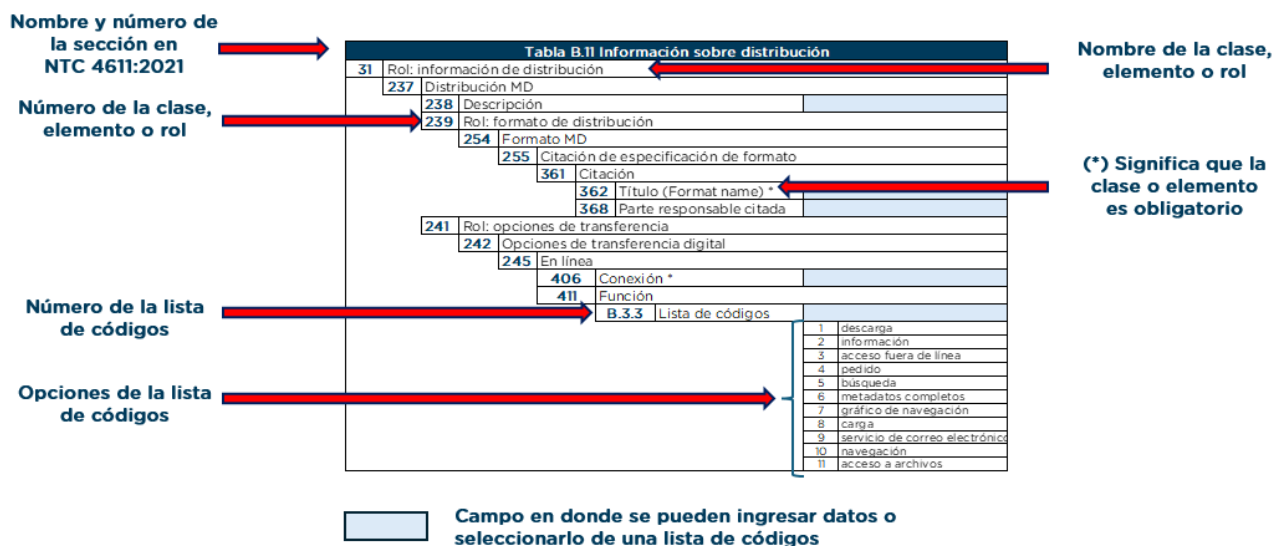 Nombre y número de
la sección en
NTC 4611:2021
Número de la clase,
elemento o rol
Número de la lista
de códigos
Opciones de la lista
de códigos
Tabla B.11 Información sobre distribución
31 Rol: información de distribución
237 Distribución MD
238 Descripción
239 Rol: formato de distribución
254 Formato MD
255 Citación de especificación de formato
361 Citación
362 Título (Format name) *
368 Parte responsable citada
241 Rol: opciones de transferencia
242 Opciones de transferencia digital
245 En línea
406 Conexión *
411 Función
B.3.3 Lista de códigos
1 descarga
2 información
3 acceso fuera de línea
4 pedido
5 búsqueda
6 metadatos completos
7 gráfico de navegación
8 carga
9 servicio de correo electrónico
10 navegación
11 acceso a archivos
Nombre de la clase,
elemento o rol
(*) Significa que la
clase o elemento
es obligatorio
Campo en donde se pueden ingresar datos o
seleccionarlo de una lista de códigos